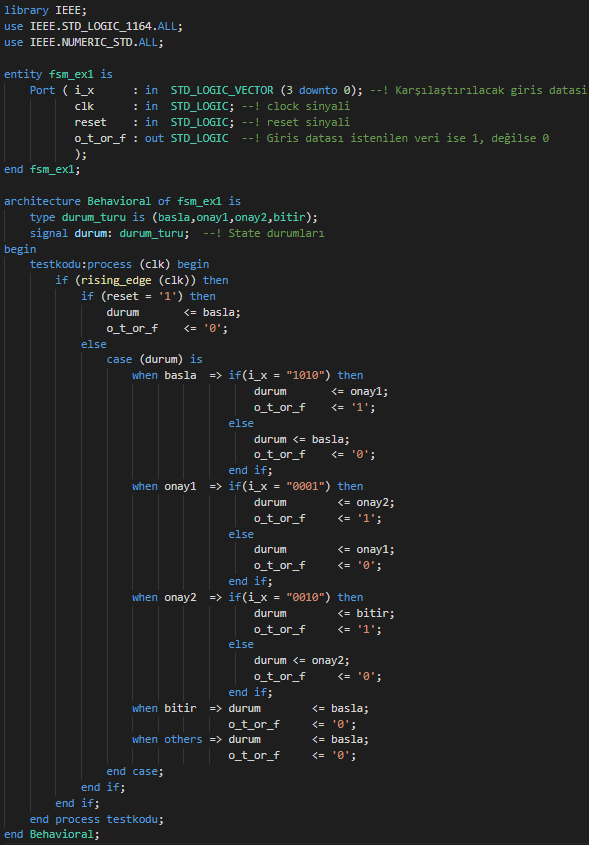 library IEEE;
use IEEE.STD_LOGIC_1164.ALL;
use IEEE.NUMERIC_STD.ALL;
entity fsm_ex1 is
Port ( i_x : in STD_LOGIC_VECTOR (3 downto 0); --! Karşılaştırılacak giris datasi
clk : in STD_LOGIC; --! clock sinyali
reset : in STD_LOGIC; --! reset sinyali
o_t_or_f : out STD_LOGIC --! Giris datası istenilen veri ise 1, değilse 0
);
end fsm_ex1;
architecture Behavioral of fsm_ex1 is
type durum_turu is (basla,onay1,onay2,bitir);
signal durum: durum_turu; --! State durumları
begin
testkodu:process (clk) begin
if (rising_edge (clk)) then
if (reset = '1') then
durum <= basla;
o_t_or_f <= '0';
else
case (durum) is
when basla => if(i_x = "1010") then
durum <= onay1;
o_t_or_f <= '1';
else
durum <= basla;
o_t_or_f <= '0';
end if;
when onay1 => if(i_x = "0001") then
durum <= onay2;
o_t_or_f <= '1';
else
durum <= onay1;
o_t_or_f <= '0';
end if;
when onay2 => if(i_x = "0010") then
durum <= bitir;
o_t_or_f <= '1';
else
durum <= onay2;
o_t_or_f <= '0';
end if;
when bitir => durum <= basla;
o_t_or_f <= '0';
when others => durum <= basla;
o_t_or_f <= '0';
end case;
end if;
end if;
end process testkodu;
end Behavioral;